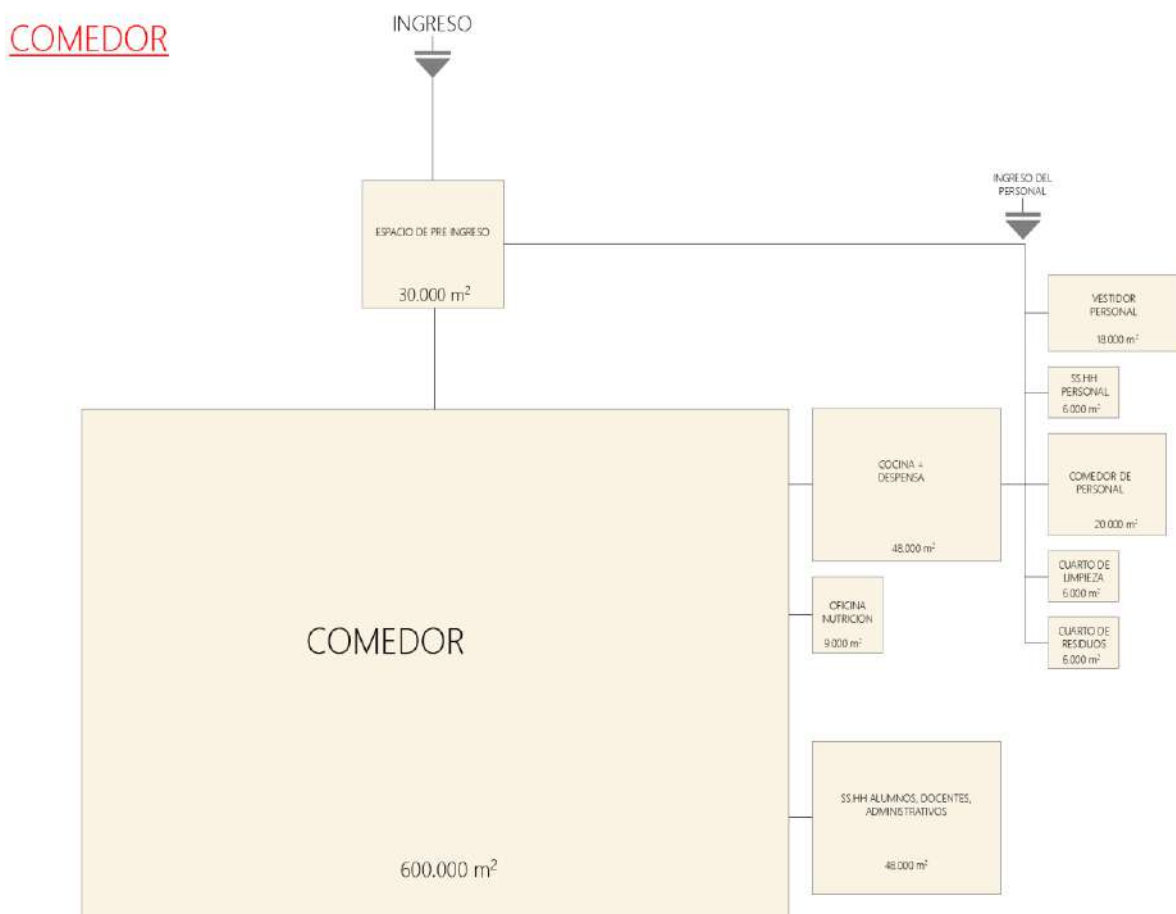 COMEDOR
INGRESO
INGRESO DEL
PERSONAL
ESPACIO DE PRE INGRESO
30.000 m²
VESTIDOR
PERSONAL
18.000 m²
SS.HH
PERSONAL
6.000 m²
COCINA +
DESPENSA
48.000 m²
COMEDOR DE
PERSONAL
20.000 m²
CUARTO DE
LIMPIEZA
6.000 m²
OFICINA
NUTRICION
9.000 m²
CUARTO DE
RESIDUOS
6.000 m²
COMEDOR
600.000 m²
SS.HH ALUMNOS, DOCENTES,
ADMINISTRATIVOS
48.000 m²